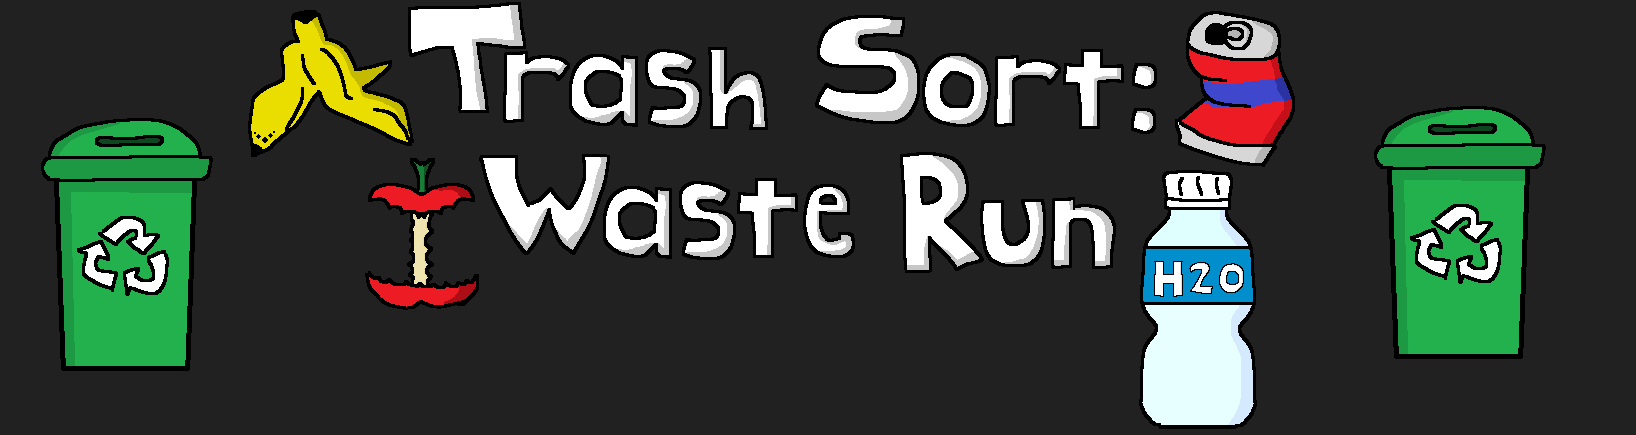 Trash Sort:
Waste Run
H2O